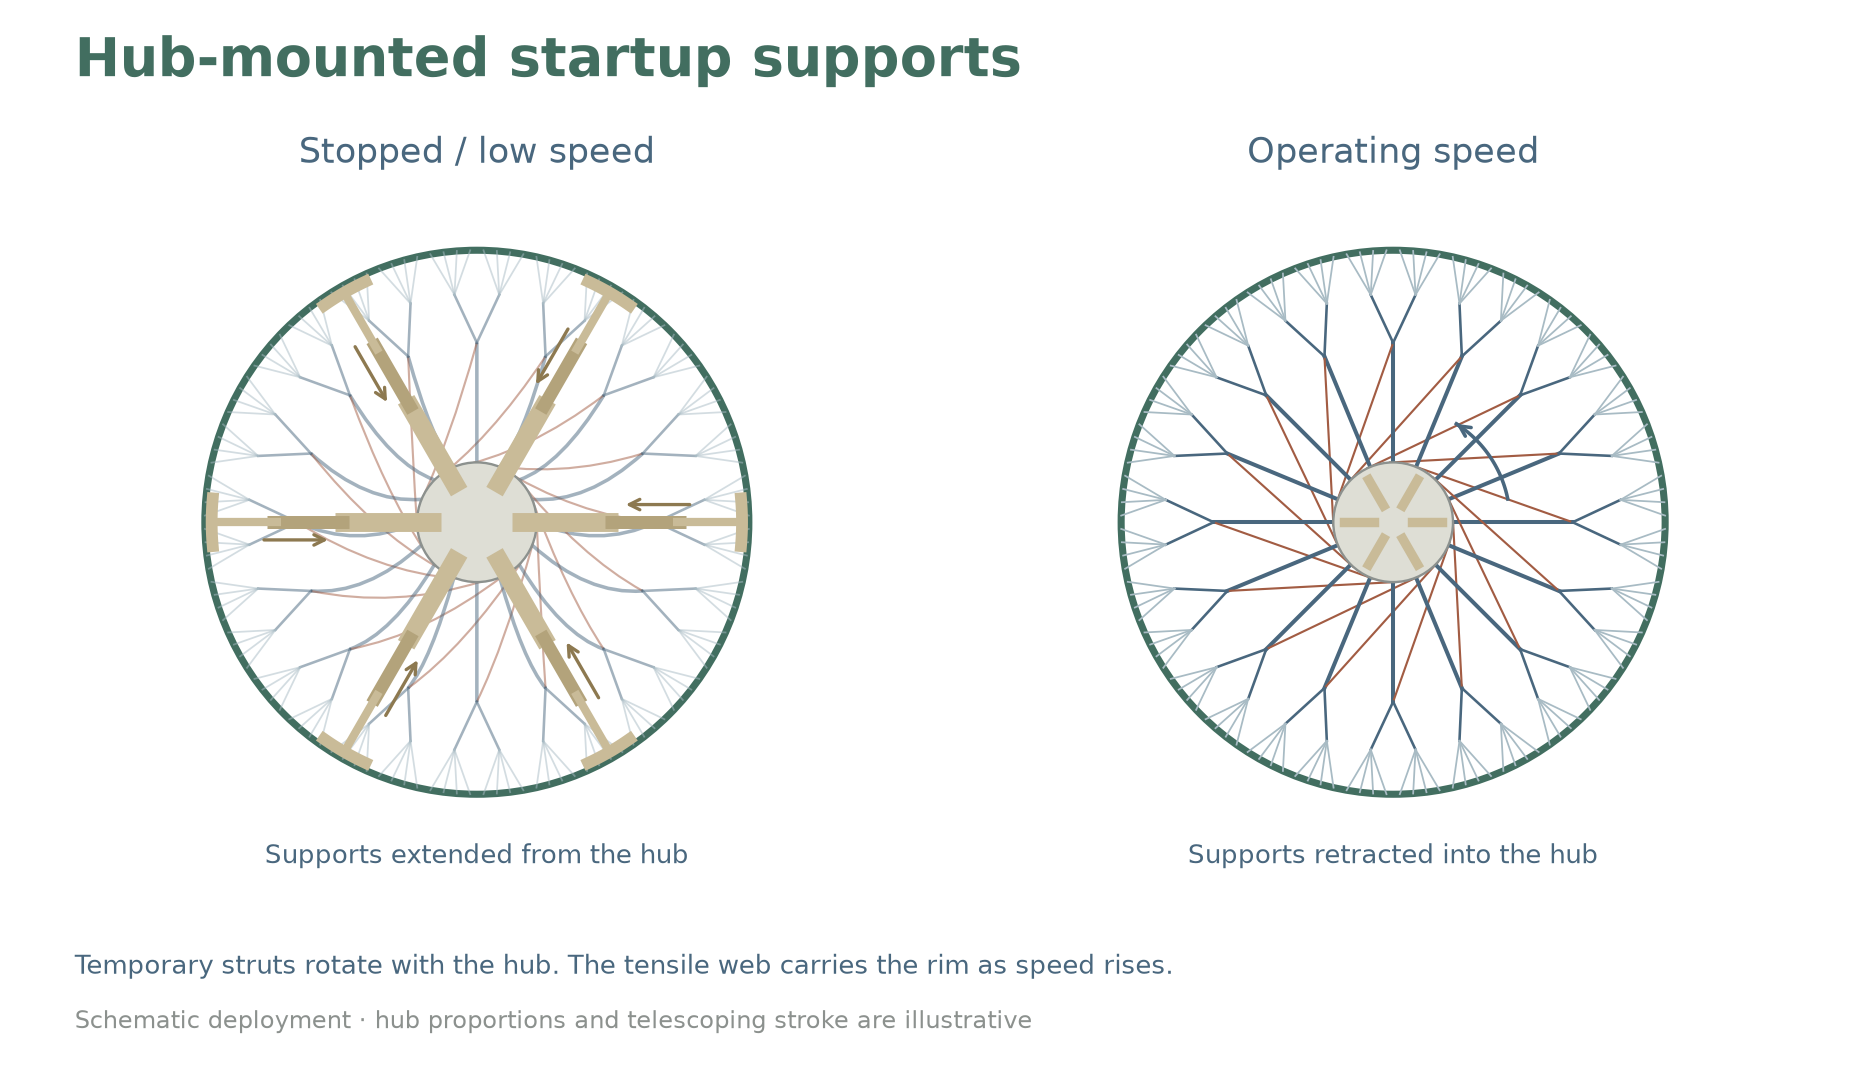 Hub-mounted startup supports
Stopped / low speed
Operating speed
Supports extended from the hub
Supports retracted into the hub
Temporary struts rotate with the hub. The tensile web carries the rim as speed rises.
Schematic deployment · hub proportions and telescoping stroke are illustrative